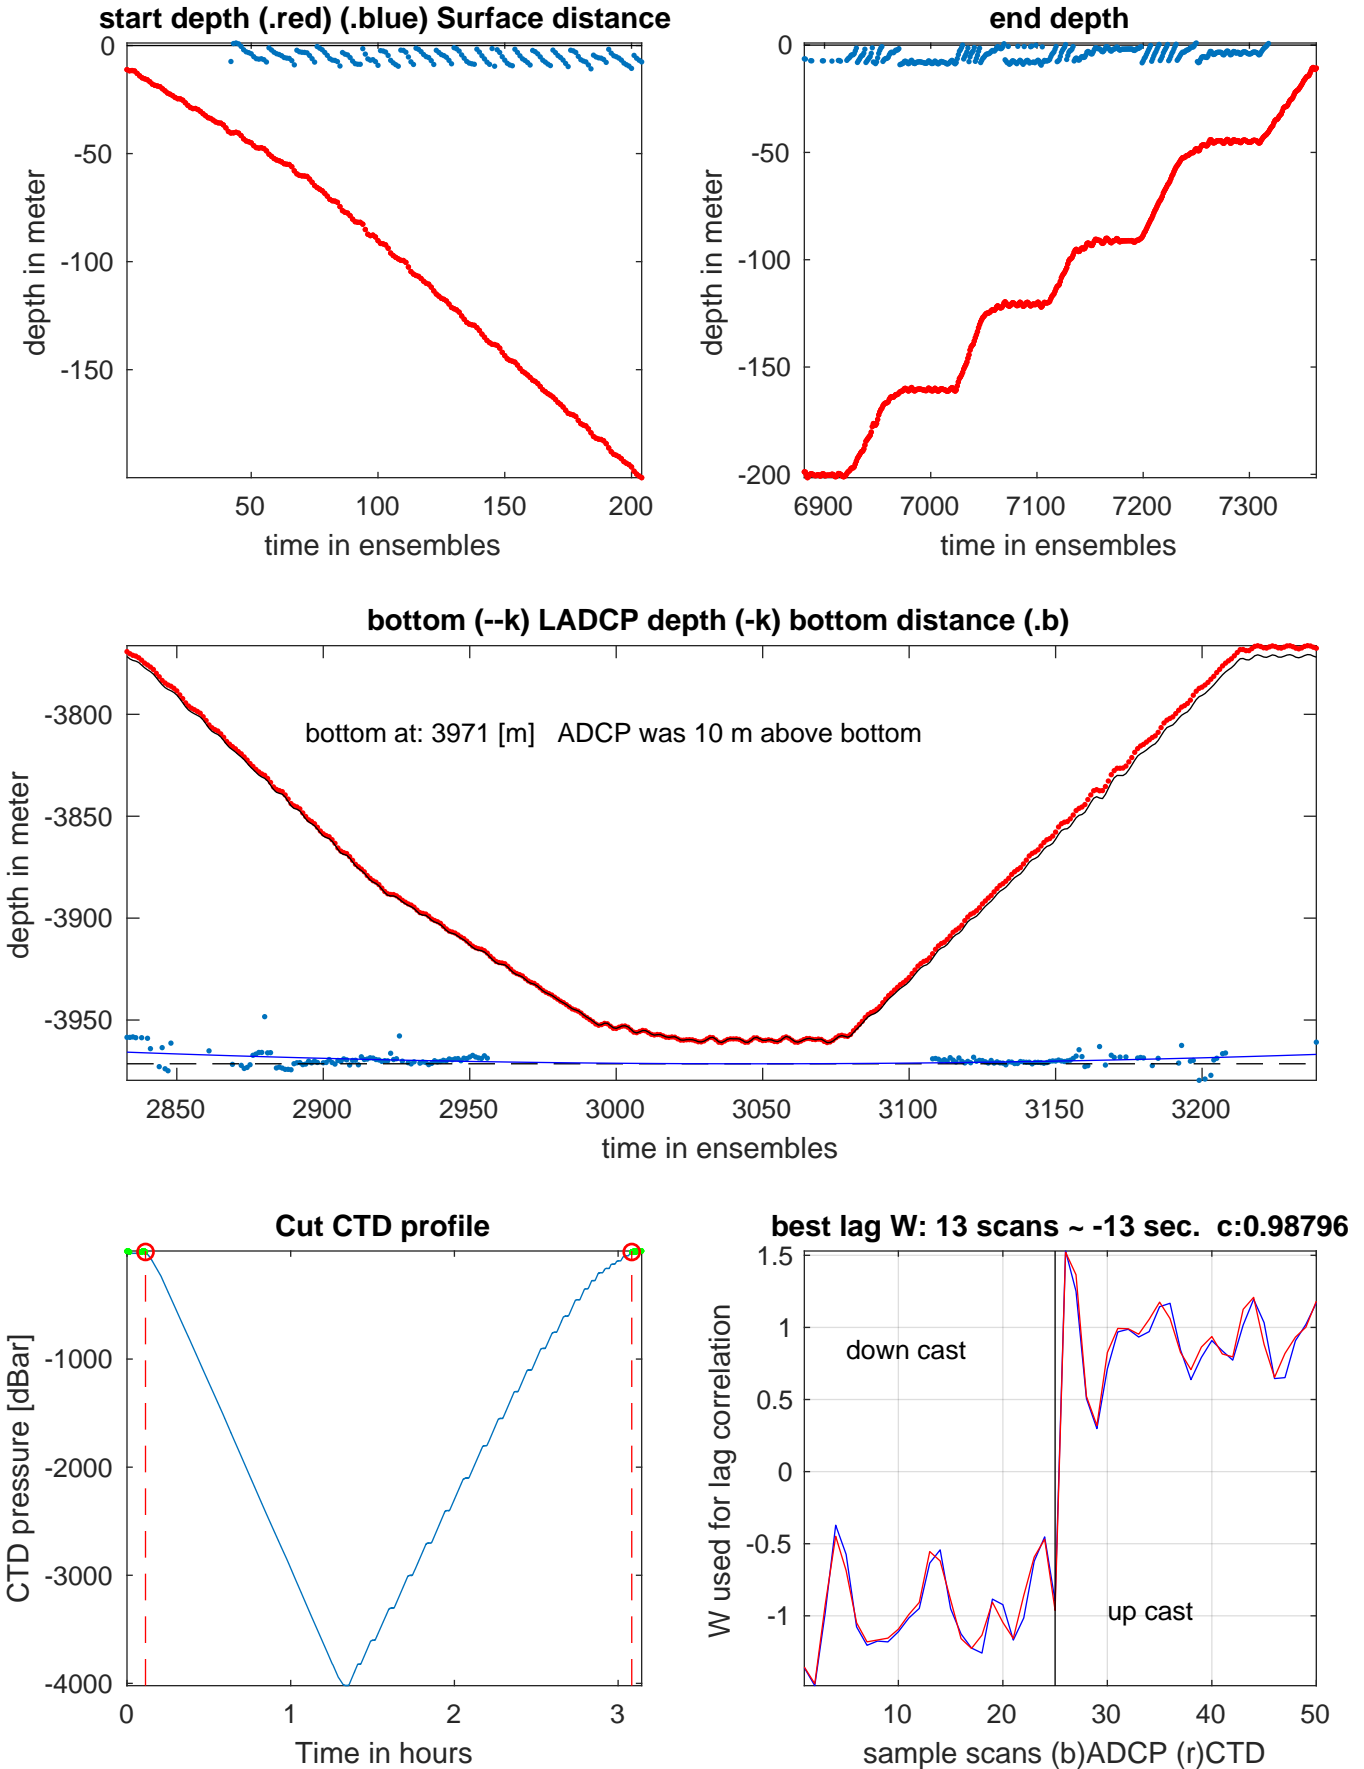 start depth (.red) (.blue) Surface distance
0
-50
-100
-150
depth in meter
50
100
150
200
time in ensembles
end depth
0
-50
-100
-150
-200
depth in meter
6900
7000
7100
7200
7300
time in ensembles
bottom (--k) LADCP depth (-k) bottom distance (.b)
bottom at: 3971 [m]   ADCP was 10 m above bottom
-3800
-3850
-3900
-3950
depth in meter
2850
2900
2950
3000
3050
3100
3150
3200
time in ensembles
Cut CTD profile
-1000
-2000
-3000
-4000
CTD pressure [dBar]
0
1
2
3
Time in hours
best lag W: 13 scans ~ -13 sec.  c:0.98796
1.5
1
0.5
0
-0.5
-1
W used for lag correlation
down cast
up cast
10
20
30
40
50
sample scans (b)ADCP (r)CTD